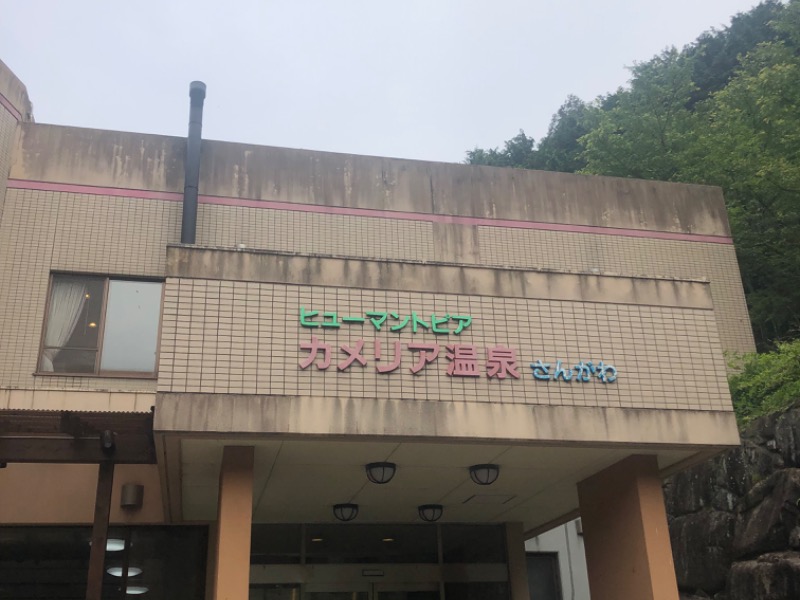 ヒューマントピア
カメリア温泉 さんがわ